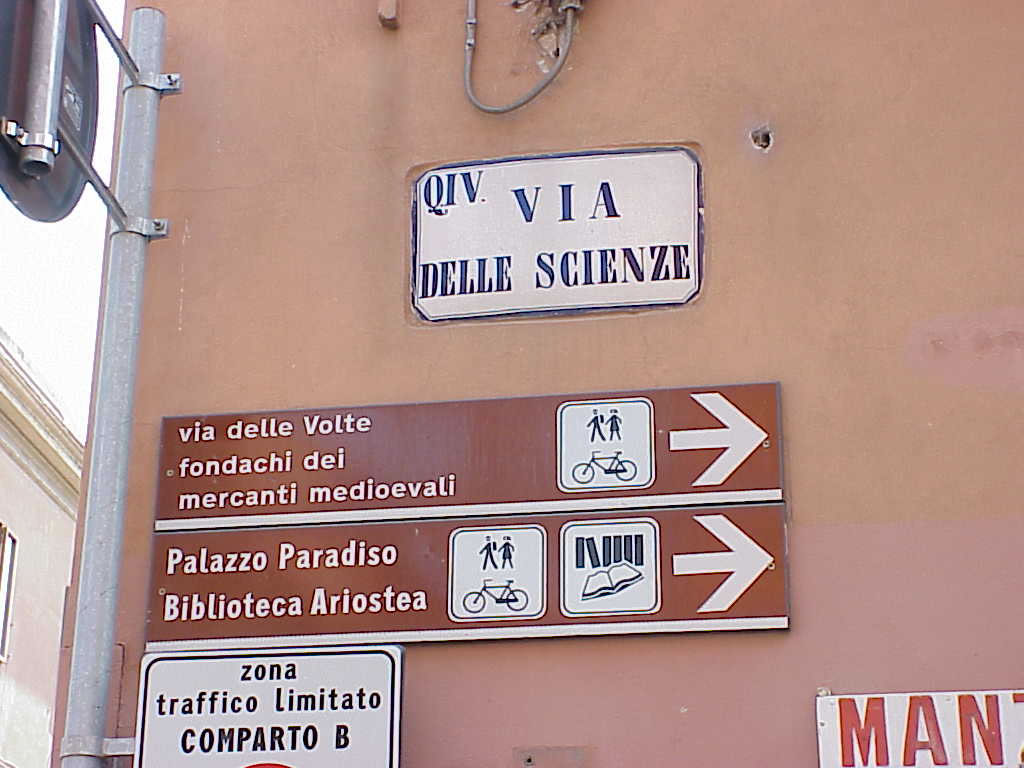 QIV.
VIA
DELLE SCIENZE
via delle Volte
fondachi dei
mercanti medioevali
Palazzo Paradiso
Biblioteca Ariostea
zona
traffico limitato
COMPARTO B